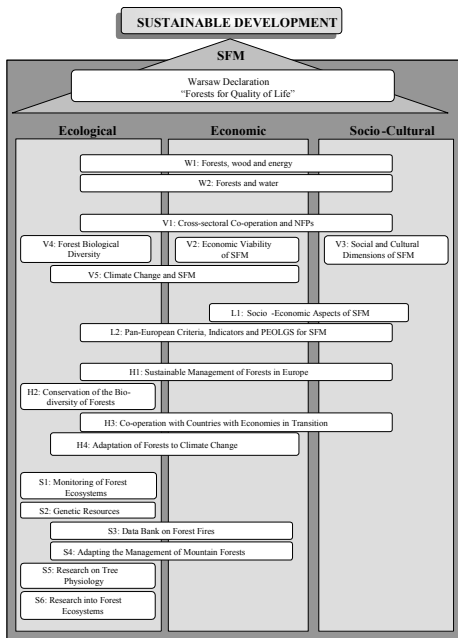 SUSTAINABLE DEVELOPMENT
SFM
Warsaw Declaration
“Forests for Quality of Life”
Ecological
Economic
Socio-Cultural
W1: Forests, wood and energy
W2: Forests and water
V1: Cross-sectoral Co-operation and NFPs
V4: Forest Biological
Diversity
V2: Economic Viability
of SFM
V3: Social and Cultural
Dimensions of SFM
V5: Climate Change and SFM
L1: Socio -Economic Aspects of SFM
L2: Pan-European Criteria, Indicators and PEOLGS for SFM
H1: Sustainable Management of Forests in Europe
H2: Conservation of the Bio-
diversity of Forests
H3: Co-operation with Countries with Economies in Transition
H4: Adaptation of Forests to Climate Change
S1: Monitoring of Forest
Ecosystems
S2: Genetic Resources
S3: Data Bank on Forest Fires
S4: Adapting the Management of Mountain Forests
S5: Research on Tree
Physiology
S6: Research into Forest
Ecosystems